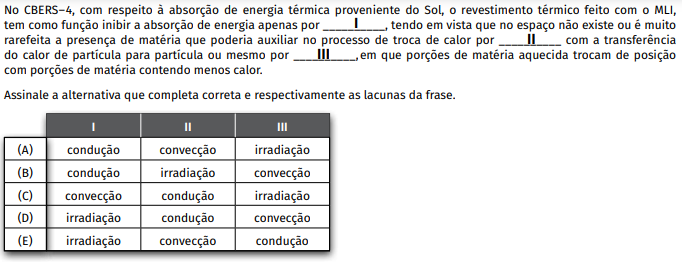 No CBERS–4, com respeito à absorção de energia térmica proveniente do Sol, o revestimento térmico feito com o MLI,
tem como função inibir a absorção de energia apenas por ______I______, tendo em vista que no espaço não existe ou é muito
rarefeita a presença de matéria que poderia auxiliar no processo de troca de calor por ______II______ com a transferência
do calor de partícula para partícula ou mesmo por ______III______, em que porções de matéria aquecida trocam de posição
com porções de matéria contendo menos calor.
Assinale a alternativa que completa correta e respectivamente as lacunas da frase.
I II III
(A) condução convecção irradiação
(B) condução irradiação convecção
(C) convecção condução irradiação
(D) irradiação condução convecção
(E) irradiação convecção condução